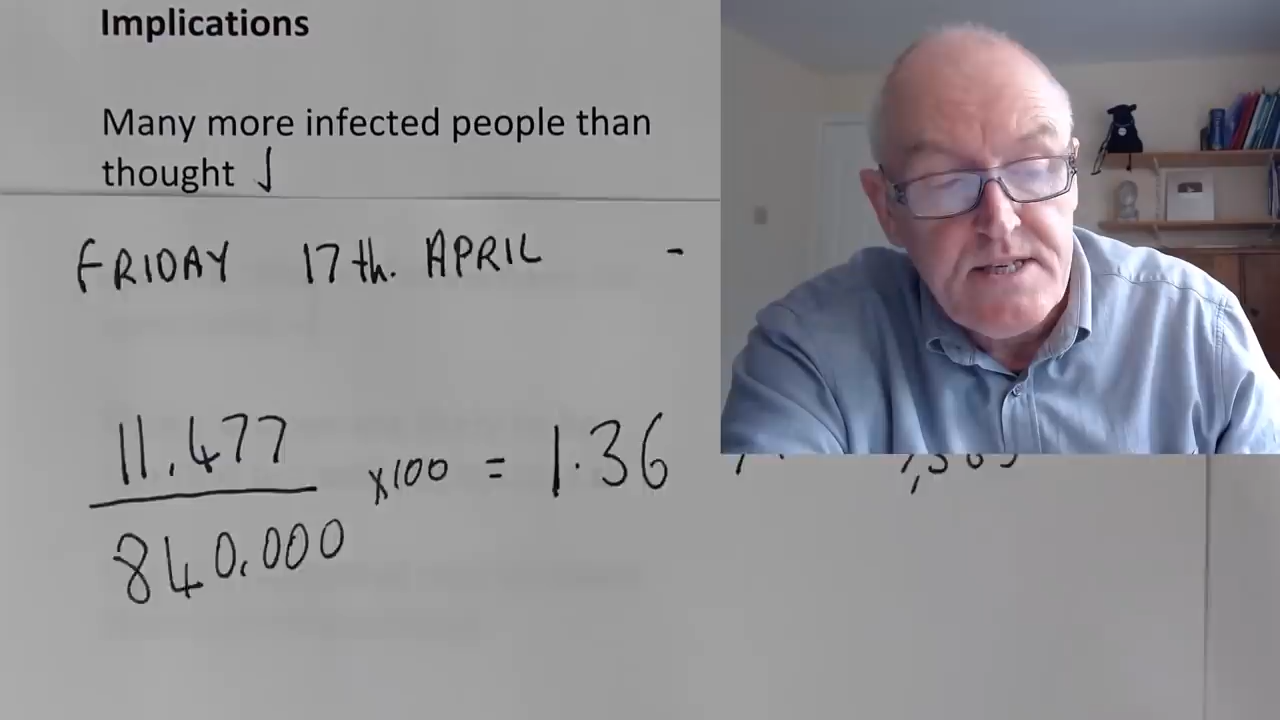 Implications
Many more infected people than
thought ↓
FRIDAY 17th. APRIL -
11,477
x100 = 1.36
840,000